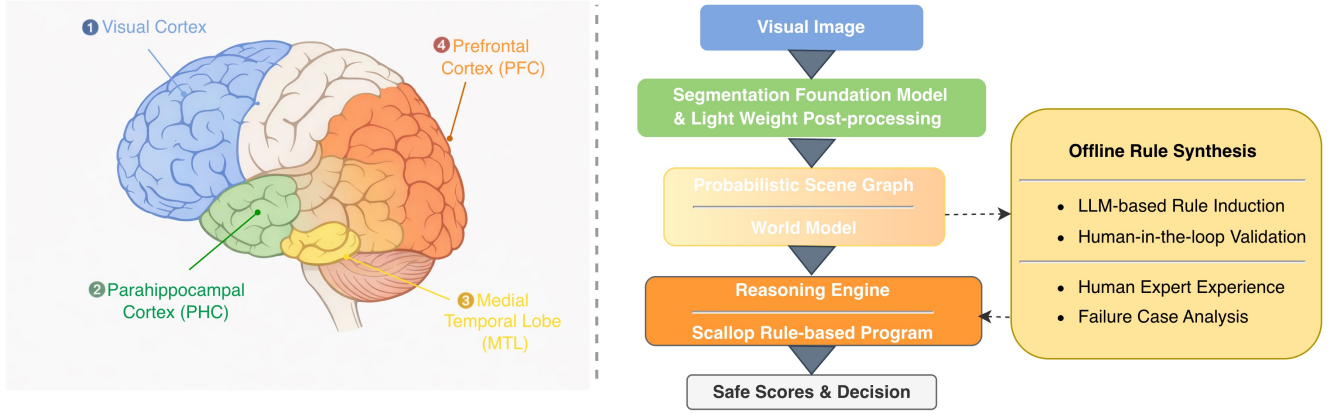 1 Visual Cortex
4 Prefrontal
Cortex (PFC)
2 Parahippocampal
Cortex (PHC)
3 Medial
Temporal Lobe
(MTL)
Visual Image
Segmentation Foundation Model
& Light Weight Post-processing
Probabilistic Scene Graph
World Model
Reasoning Engine
Scallop Rule-based Program
Safe Scores & Decision
Offline Rule Synthesis
• LLM-based Rule Induction
• Human-in-the-loop Validation
• Human Expert Experience
• Failure Case Analysis